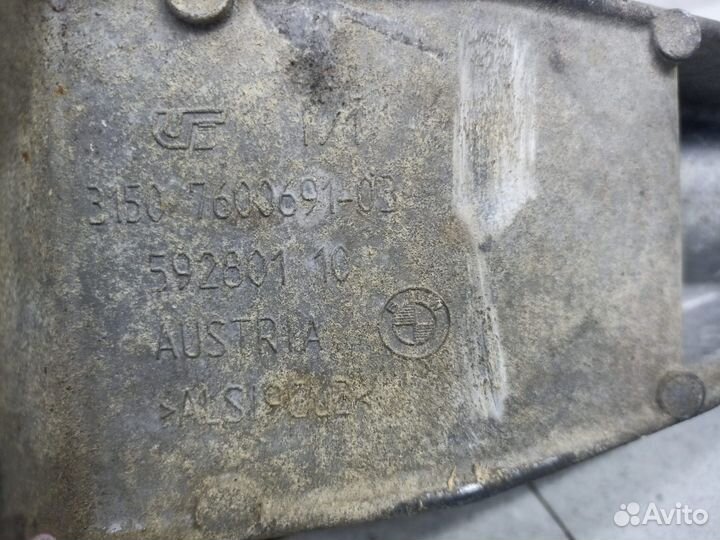 1/1
3150 7600691-03
592801 10
AUSTRIA
>ALSI9CU3<
Avito